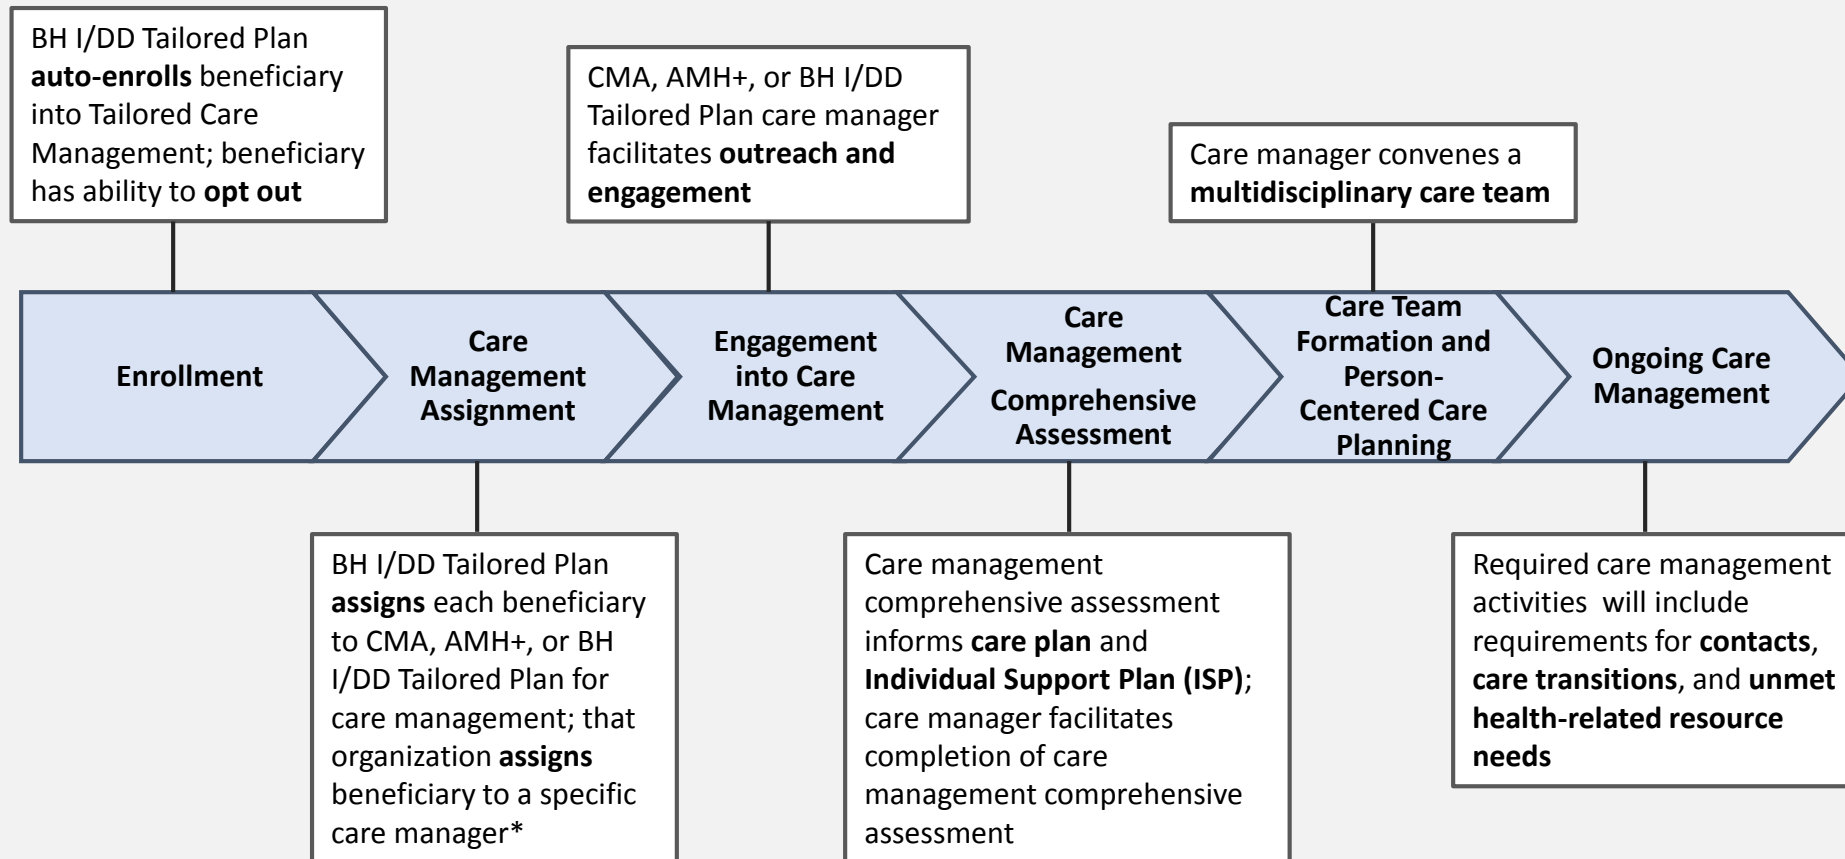 BH I/DD Tailored Plan
auto-enrolls beneficiary
into Tailored Care
Management; beneficiary
has ability to opt out
CMA, AMH+, or BH I/DD
Tailored Plan care manager
facilitates outreach and
engagement
Care manager convenes a
multidisciplinary care team
Enrollment
Care
Management
Assignment
Engagement
into Care
Management
Care
Management
Comprehensive
Assessment
Care Team
Formation and
Person-
Centered Care
Planning
Ongoing Care
Management
BH I/DD Tailored Plan
assigns each beneficiary
to CMA, AMH+, or BH
I/DD Tailored Plan for
care management; that
organization assigns
beneficiary to a specific
care manager*
Care management
comprehensive assessment
informs care plan and
Individual Support Plan (ISP);
care manager facilitates
completion of care
management comprehensive
assessment
Required care management
activities  will include
requirements for contacts,
care transitions, and unmet
health-related resource
needs